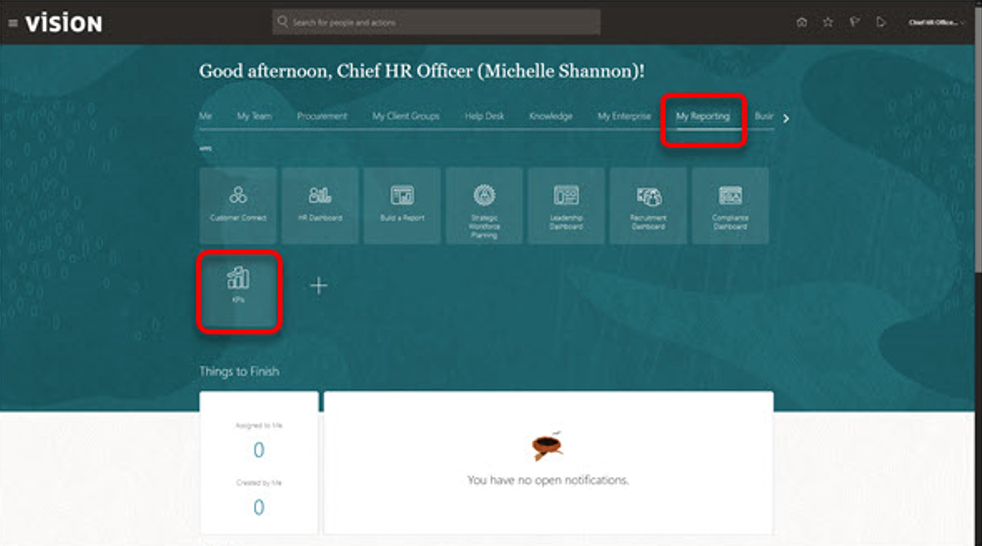 VISION
Search for people and actions
Chief HR Office...
Good afternoon, Chief HR Officer (Michelle Shannon)!
Me My Team Procurement My Client Groups Help Desk Knowledge My Enterprise My Reporting Busir
APPS
Customer Connect
HR Dashboard
Build a Report
Strategic
Workforce
Planning
Leadership
Dashboard
Recruitment
Dashboard
Compliance
Dashboard
KPIs
Things to Finish
Assigned to Me
0
Created by Me
0
You have no open notifications.